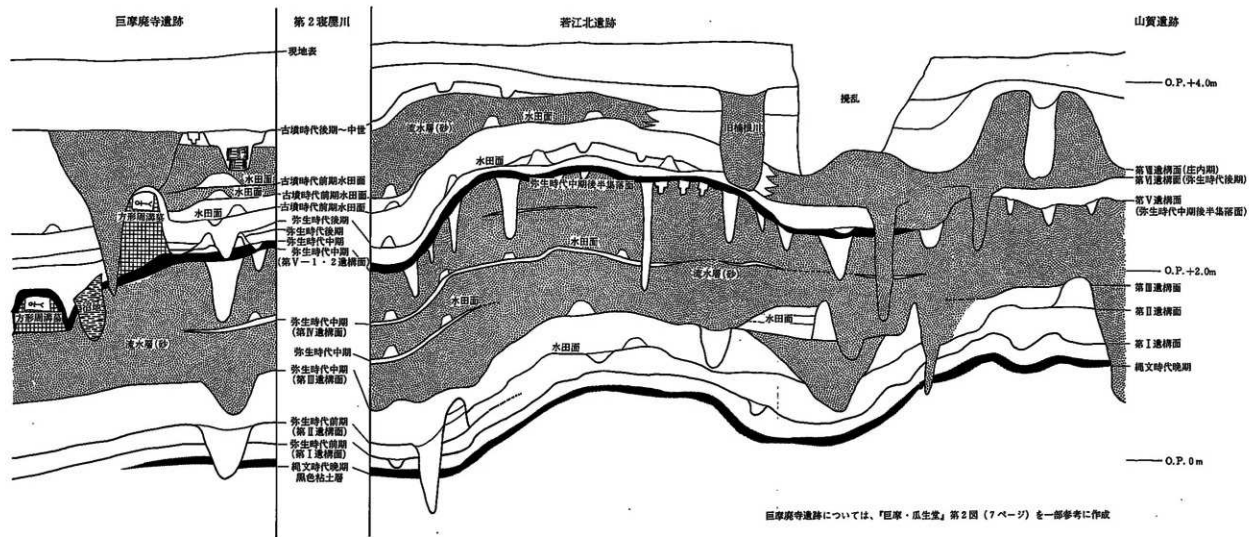 巨摩廃寺遺跡
第2寝屋川
若江北遺跡
山賀遺跡
現地表
古墳時代後期～中世
古墳時代前期水田面
古墳時代前期水田面
古墳時代前期水田面
弥生時代後期
弥生時代後期
弥生時代中期
弥生時代中期
(第Ⅴ－1・2遺構面)
弥生時代中期
(第Ⅳ遺構面)
弥生時代中期
弥生時代中期
(第Ⅲ遺構面)
弥生時代前期
(第Ⅱ遺構面)
弥生時代前期
(第Ⅰ遺構面)
縄文時代晩期
黒色粘土層
水田面
水田面
水田面
方形周溝墓
方形周溝墓
流水層(砂)
流水層(砂)
水田面
旧楠根川
攪乱
水田面
弥生時代中期後半集落面
水田面
流水層(砂)
水田面
水田面
水田面
O.P.+4.0m
第Ⅶ遺構面(庄内期)
第Ⅵ遺構面(弥生時代後期)
第Ⅴ遺構面
(弥生時代中期後半集落面)
O.P.+2.0m
第Ⅲ遺構面
第Ⅱ遺構面
第Ⅰ遺構面
縄文時代晩期
O.P.0m
巨摩廃寺遺跡については、『巨摩・瓜生堂』第2図(7ページ)を一部参考に作成